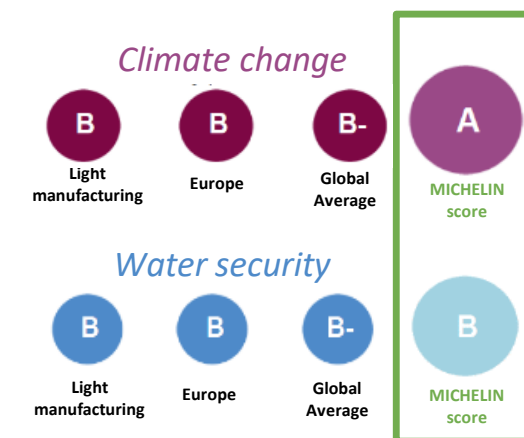 Climate change
B B B- A
Light manufacturing Europe Global Average MICHELIN score
Water security
B B B- B
Light manufacturing Europe Global Average MICHELIN score